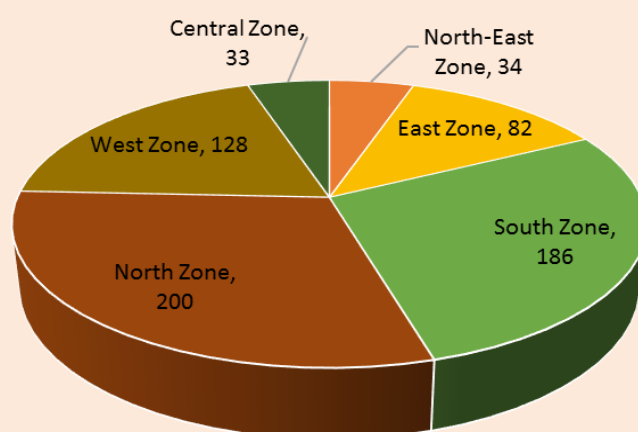 Central Zone,
33
North-East
Zone, 34
East Zone, 82
West Zone, 128
South Zone,
186
North Zone,
200